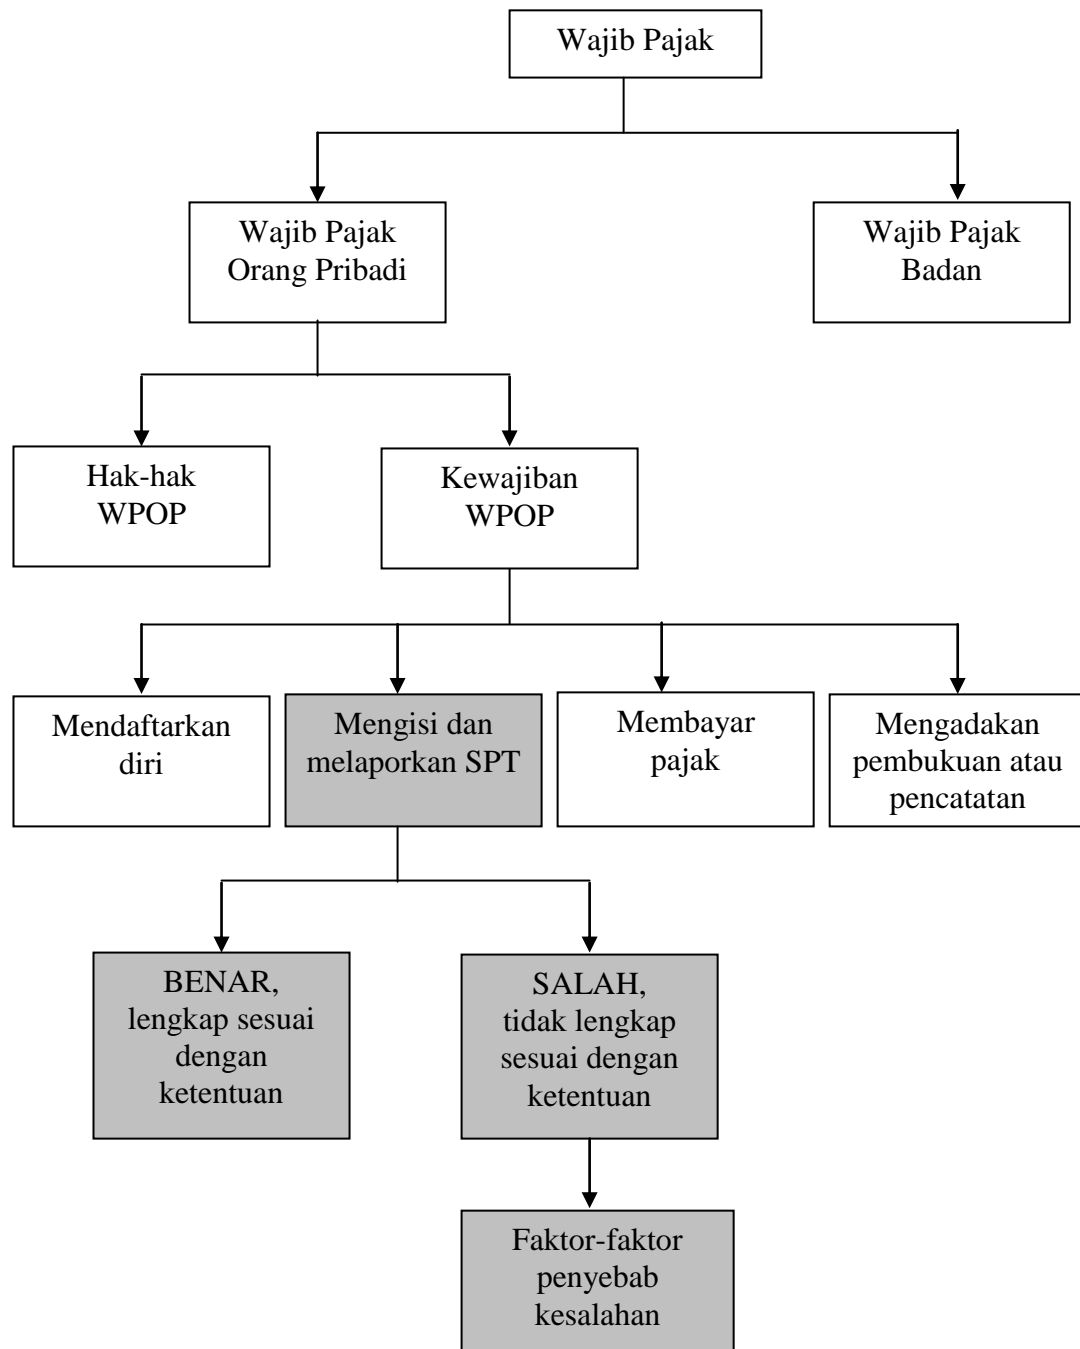 Wajib Pajak
Wajib Pajak
Orang Pribadi
Wajib Pajak
Badan
Hak-hak
WPOP
Kewajiban
WPOP
Mendaftarkan
diri
Mengisi dan
melaporkan SPT
Membayar
pajak
Mengadakan
pembukuan atau
pencatatan
BENAR,
lengkap sesuai
dengan
ketentuan
SALAH,
tidak lengkap
sesuai dengan
ketentuan
Faktor-faktor
penyebab
kesalahan